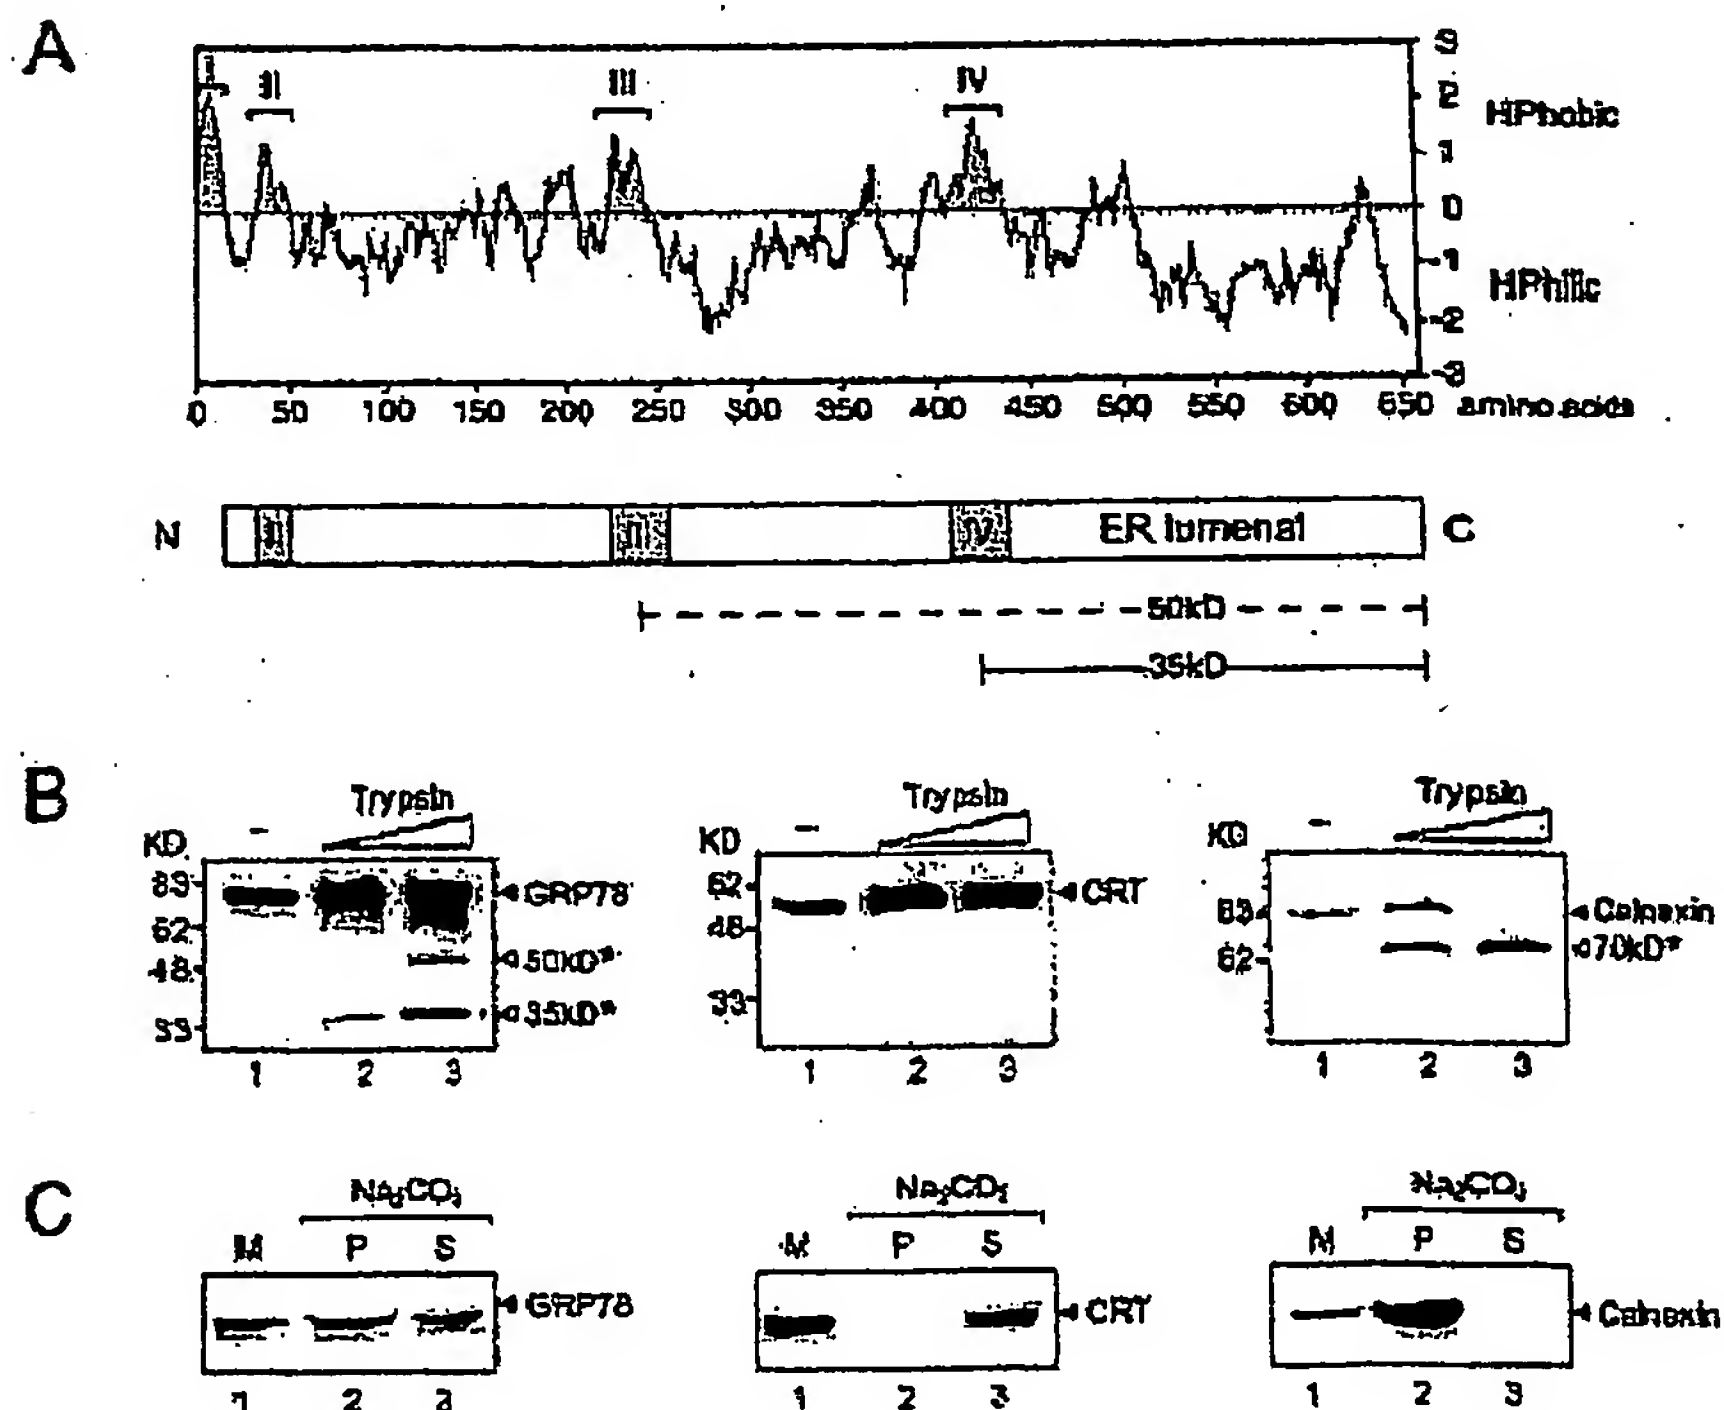 A
I II III IV
3
2
1
0
-1
-2
-3
HPhobic
HPhilic
0 50 100 150 200 250 300 350 400 450 500 550 600 650 amino acids
N II III IV ER lumenal C
50kD
35kD
B
Trypsin Trypsin Trypsin
KD - KD - KD -
83 62 83
62 48 62
48 33
33
GRP78 CRT Calnexin
50kD* 70kD*
35kD*
1 2 3 1 2 3 1 2 3
C
Na₂CO₃ Na₂CO₃ Na₂CO₃
M P S M P S M P S
GRP78 CRT Calnexin
1 2 3 1 2 3 1 2 3